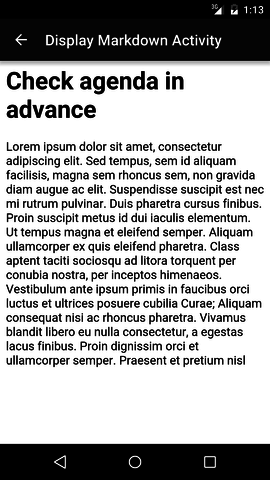 3G 1:13
Display Markdown Activity
Check agenda in
advance
Lorem ipsum dolor sit amet, consectetur
adipiscing elit. Sed tempus, sem id aliquam
facilisis, magna sem rhoncus sem, non gravida
diam augue ac elit. Suspendisse suscipit est nec
mi rutrum pulvinar. Duis pharetra cursus finibus.
Proin suscipit metus id dui iaculis elementum.
Ut tempus magna et eleifend semper. Aliquam
ullamcorper ex quis eleifend pharetra. Class
aptent taciti sociosqu ad litora torquent per
conubia nostra, per inceptos himenaeos.
Vestibulum ante ipsum primis in faucibus orci
luctus et ultrices posuere cubilia Curae; Aliquam
consequat nisi ac rhoncus pharetra. Vivamus
blandit libero eu nulla consectetur, a egestas
lacus finibus. Proin dignissim orci et
ullamcorper semper. Praesent et pretium nisl